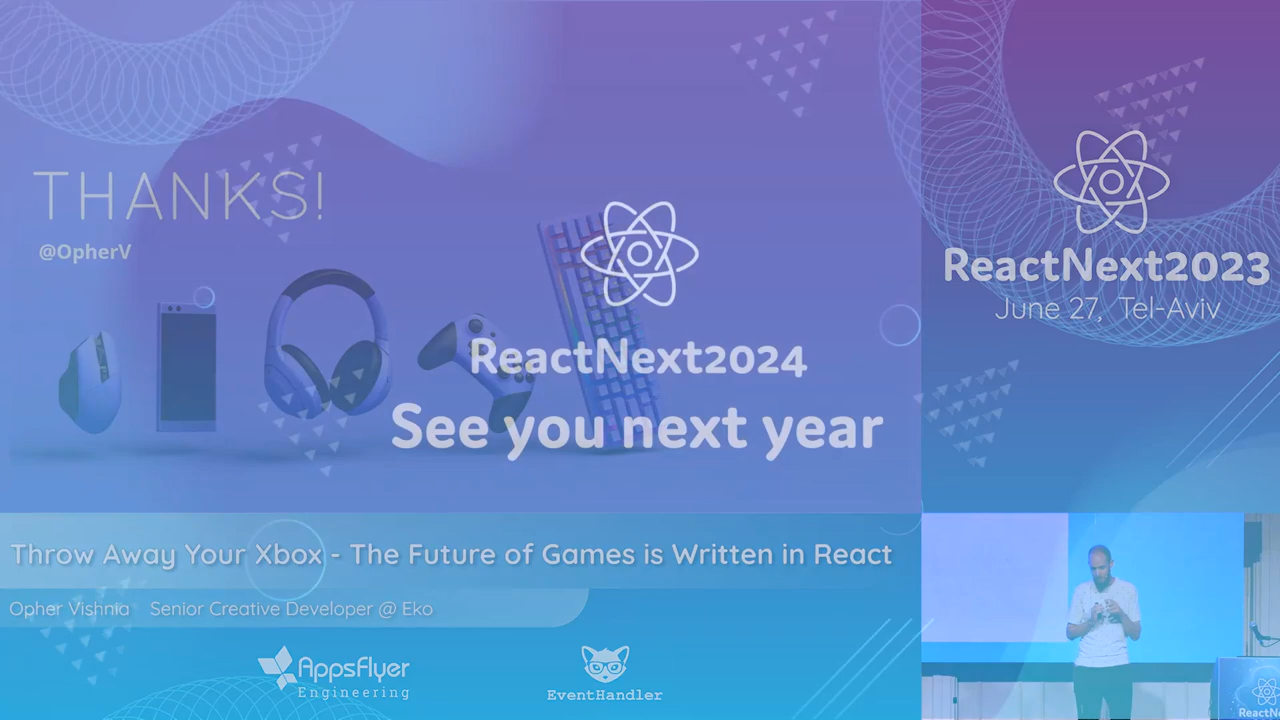 THANKS!
@OpherV
ReactNext2024
See you next year
ReactNext2023
June 27, Tel-Aviv
Throw Away Your Xbox - The Future of Games is Written in React
Opher Vishnia Senior Creative Developer @ Eko
AppsFlyer
Engineering
EventHandler